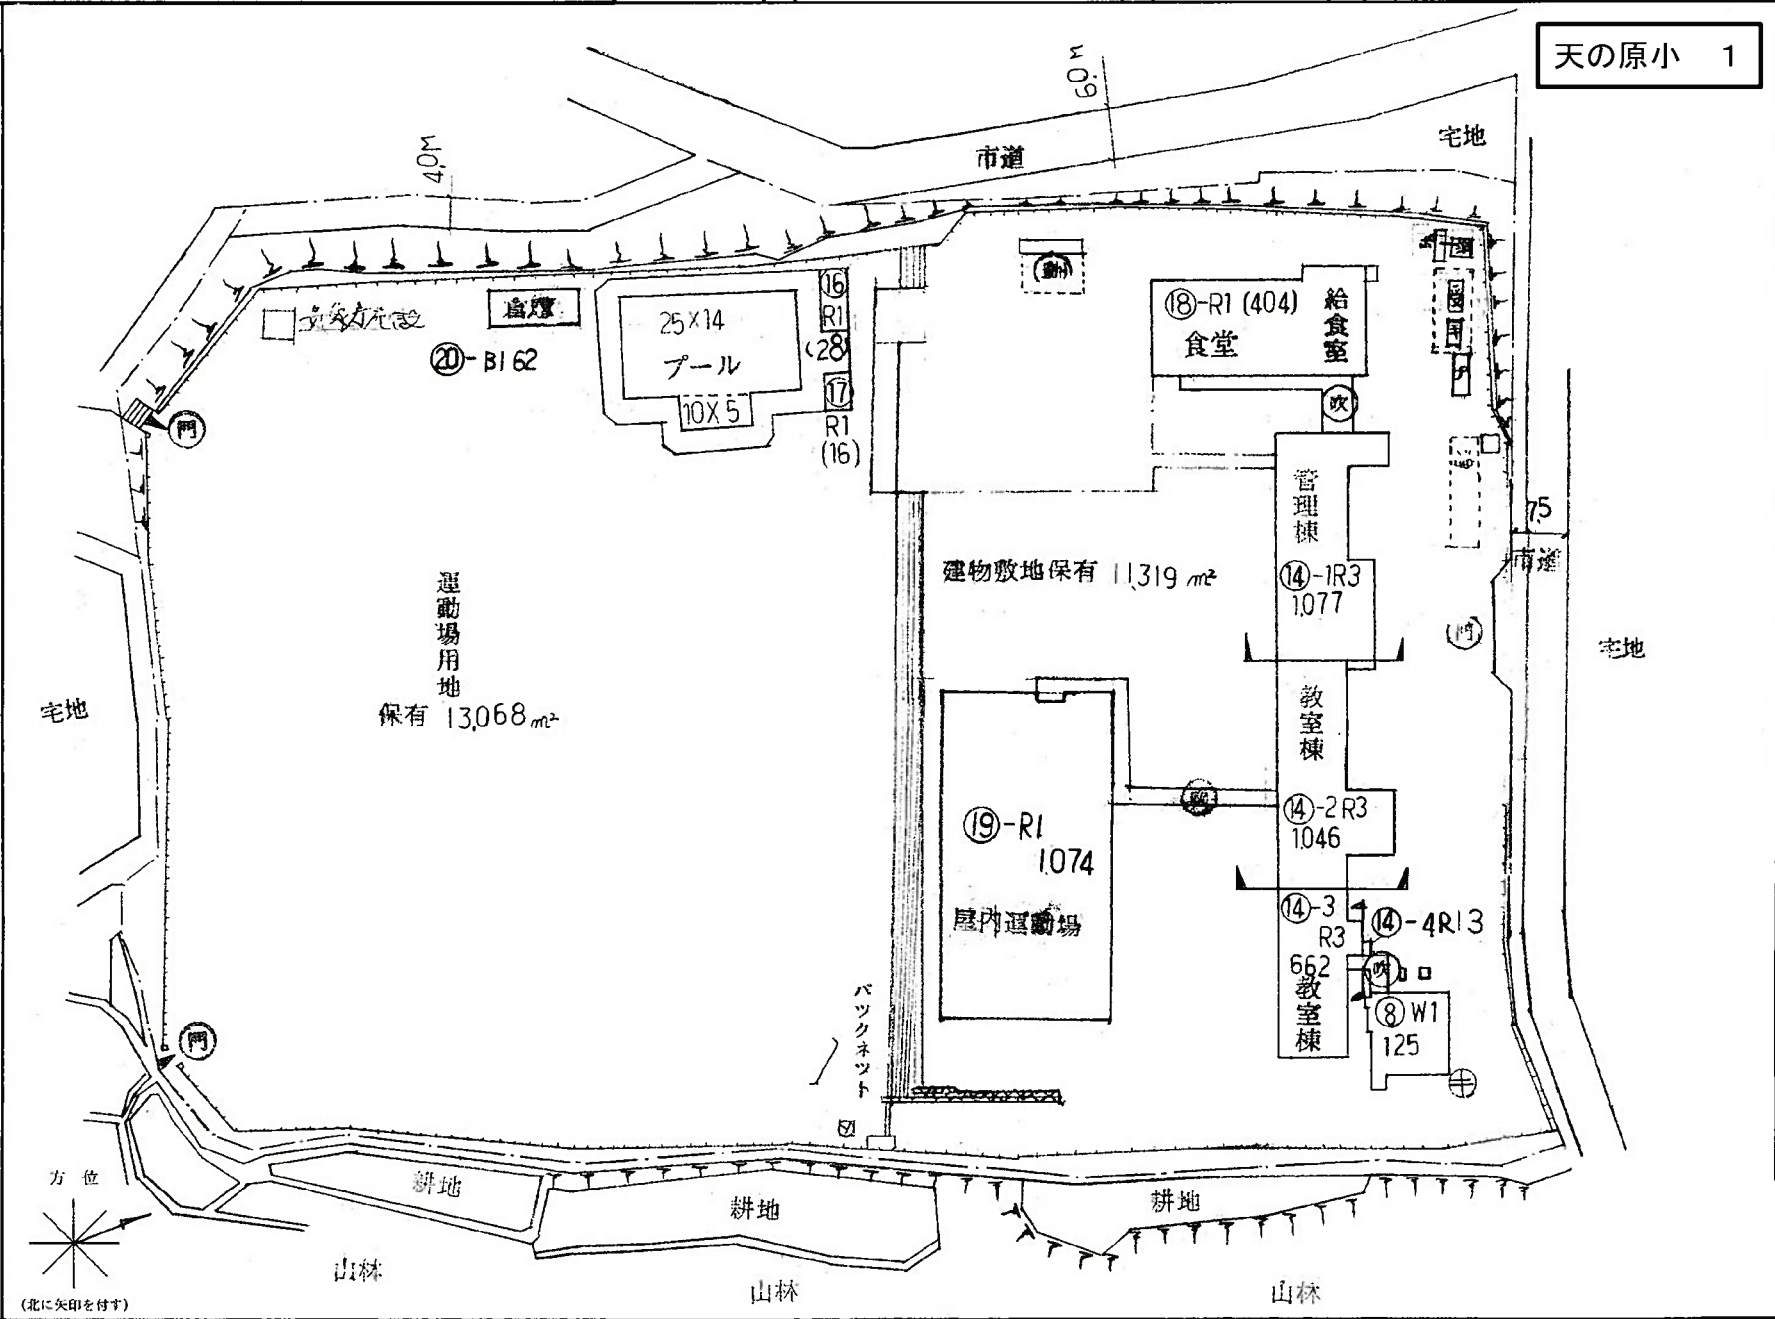 天の原小 1
6.0M
4.0M
市道
宅地
⑯
R1
(28)
⑰
R1
(16)
25×14
プール
10×5
⑳-B1 62
門
⑱-R1 (404)
食堂
給食室
吹
管理棟
⑭-1R3
1,077
7.5
市道
宅地
門
建物敷地保有 11,319 m²
運動場用地
保有 13,068 m²
宅地
教室棟
⑭-2R3
1,046
⑲-R1
1,074
屋内運動場
⑭-3
R3
662
教室棟
⑭-4R1 3
吹
⑧ W1
125
バックネット
門
方位
(北に矢印を付す)
耕地
耕地
耕地
山林
山林
山林